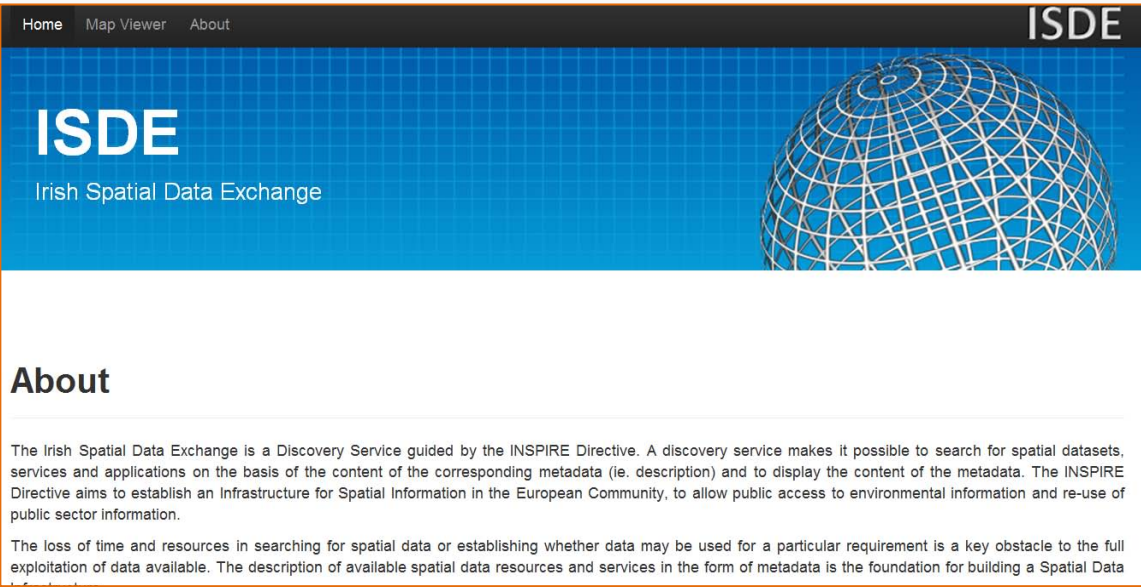 Home Map Viewer About ISDE
ISDE
Irish Spatial Data Exchange
About
The Irish Spatial Data Exchange is a Discovery Service guided by the INSPIRE Directive. A discovery service makes it possible to search for spatial datasets,
services and applications on the basis of the content of the corresponding metadata (ie. description) and to display the content of the metadata. The INSPIRE
Directive aims to establish an Infrastructure for Spatial Information in the European Community, to allow public access to environmental information and re-use of
public sector information.
The loss of time and resources in searching for spatial data or establishing whether data may be used for a particular requirement is a key obstacle to the full
exploitation of data available. The description of available spatial data resources and services in the form of metadata is the foundation for building a Spatial Data